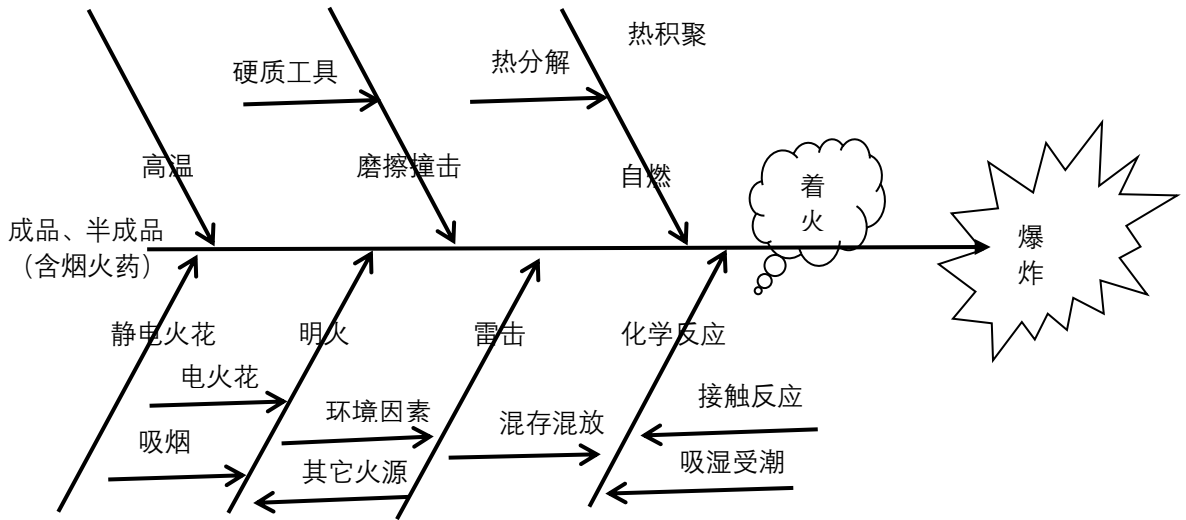 热积聚
热分解
硬质工具
高温
磨擦撞击
自燃
着
火
成品、半成品
（含烟火药）
爆
炸
静电火花
明火
雷击
化学反应
电火花
接触反应
环境因素
混存混放
吸烟
吸湿受潮
其它火源